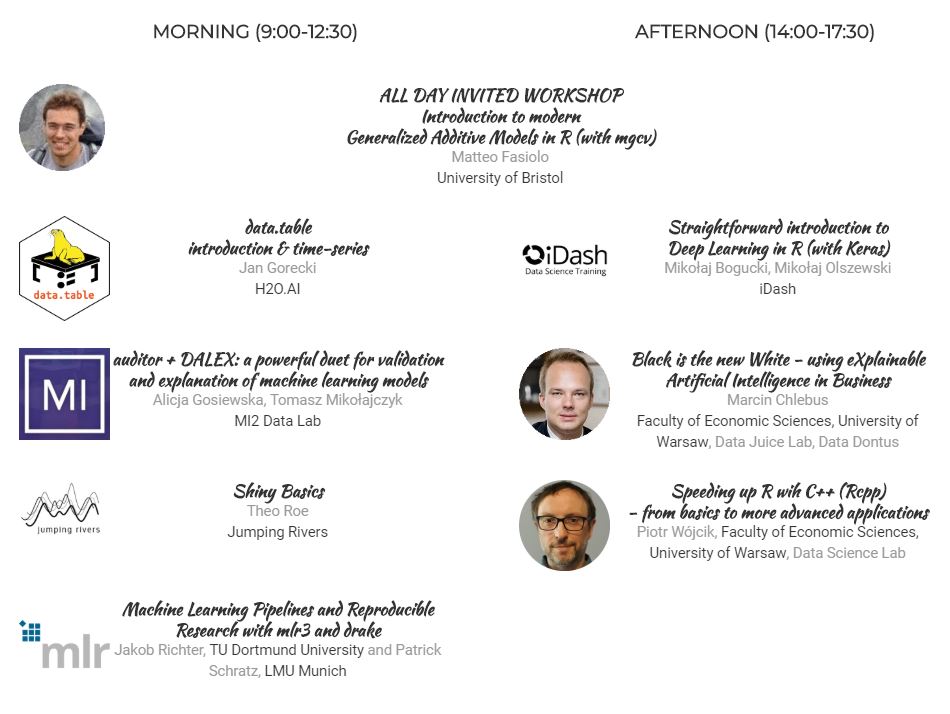 MORNING (9:00-12:30)
AFTERNOON (14:00-17:30)
ALL DAY INVITED WORKSHOP
Introduction to modern
Generalized Additive Models in R (with mgcv)
Matteo Fasiolo
University of Bristol
data.table
data.table
introduction & time-series
Jan Gorecki
H2O.AI
iDash
Data Science Training
Straightforward introduction to
Deep Learning in R (with Keras)
Mikołaj Bogucki, Mikołaj Olszewski
iDash
MI
auditor + DALEX: a powerful duet for validation
and explanation of machine learning models
Alicja Gosiewska, Tomasz Mikołajczyk
MI2 Data Lab
Black is the new White - using eXplainable
Artificial Intelligence in Business
Marcin Chlebus
Faculty of Economic Sciences, University of
Warsaw, Data Juice Lab, Data Dontus
jumping rivers
Shiny Basics
Theo Roe
Jumping Rivers
Speeding up R wih C++ (Rcpp)
- from basics to more advanced applications
Piotr Wójcik, Faculty of Economic Sciences,
University of Warsaw, Data Science Lab
mlr
Machine Learning Pipelines and Reproducible
Research with mlr3 and drake
Jakob Richter, TU Dortmund University and Patrick
Schratz, LMU Munich